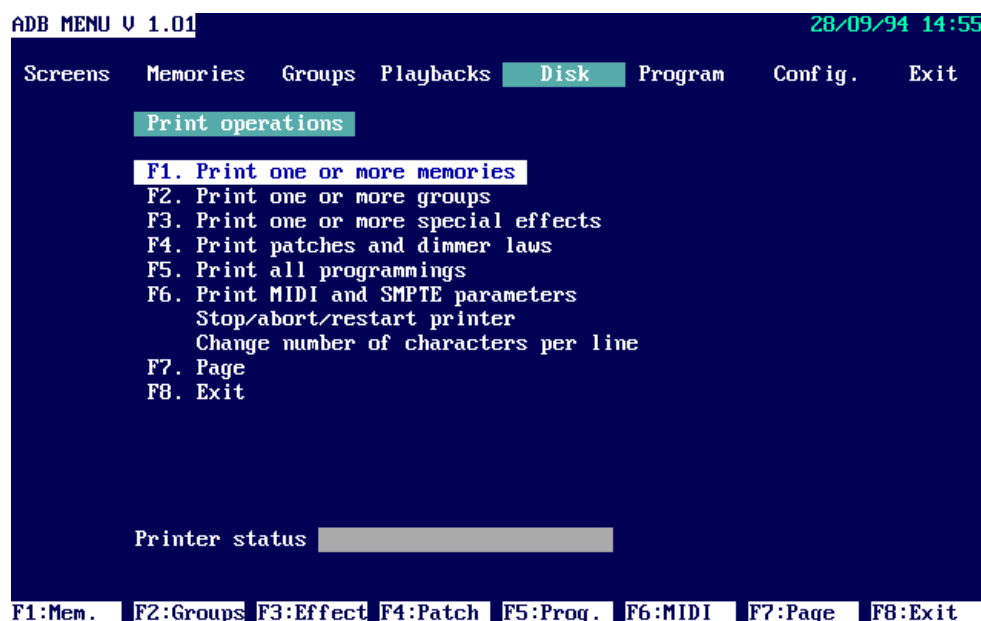 ADB MENU V 1.01 28/09/94 14:55
Screens Memories Groups Playbacks Disk Program Config. Exit
Print operations
F1. Print one or more memories
F2. Print one or more groups
F3. Print one or more special effects
F4. Print patches and dimmer laws
F5. Print all programmings
F6. Print MIDI and SMPTE parameters
Stop/abort/restart printer
Change number of characters per line
F7. Page
F8. Exit
Printer status
F1:Mem. F2:Groups F3:Effect F4:Patch F5:Prog. F6:MIDI F7:Page F8:Exit